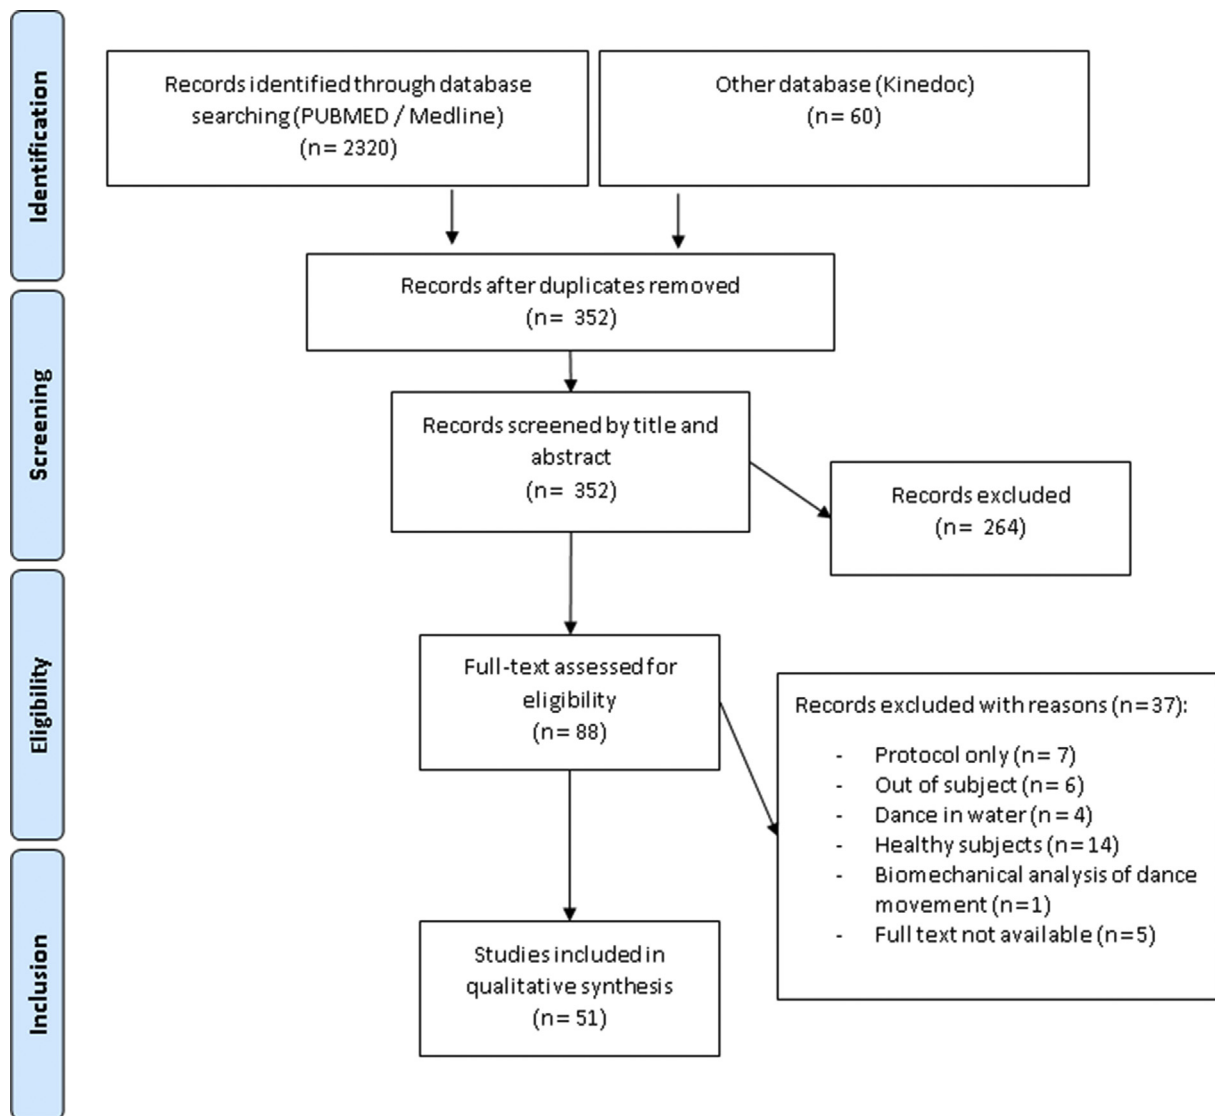 Identification
Records identified through database
searching (PUBMED / Medline)
(n= 2320)
Other database (Kinedoc)
(n= 60)
Records after duplicates removed
(n= 352)
Screening
Records screened by title and
abstract
(n= 352)
Records excluded
(n= 264)
Eligibility
Full-text assessed for
eligibility
(n= 88)
Records excluded with reasons (n=37):
- Protocol only (n= 7)
- Out of subject (n= 6)
- Dance in water (n= 4)
- Healthy subjects (n=14)
- Biomechanical analysis of dance
movement (n=1)
- Full text not available (n=5)
Inclusion
Studies included in
qualitative synthesis
(n= 51)